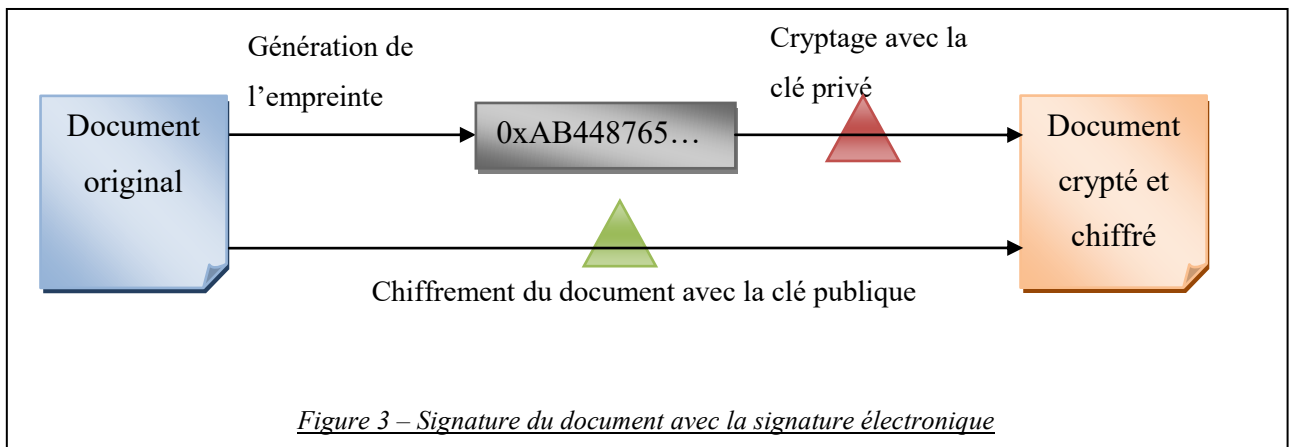 Génération de
l’empreinte
Cryptage avec la
clé privé
Document
original
0xAB448765…
Document
crypté et
chiffré
Chiffrement du document avec la clé publique
Figure 3 – Signature du document avec la signature électronique